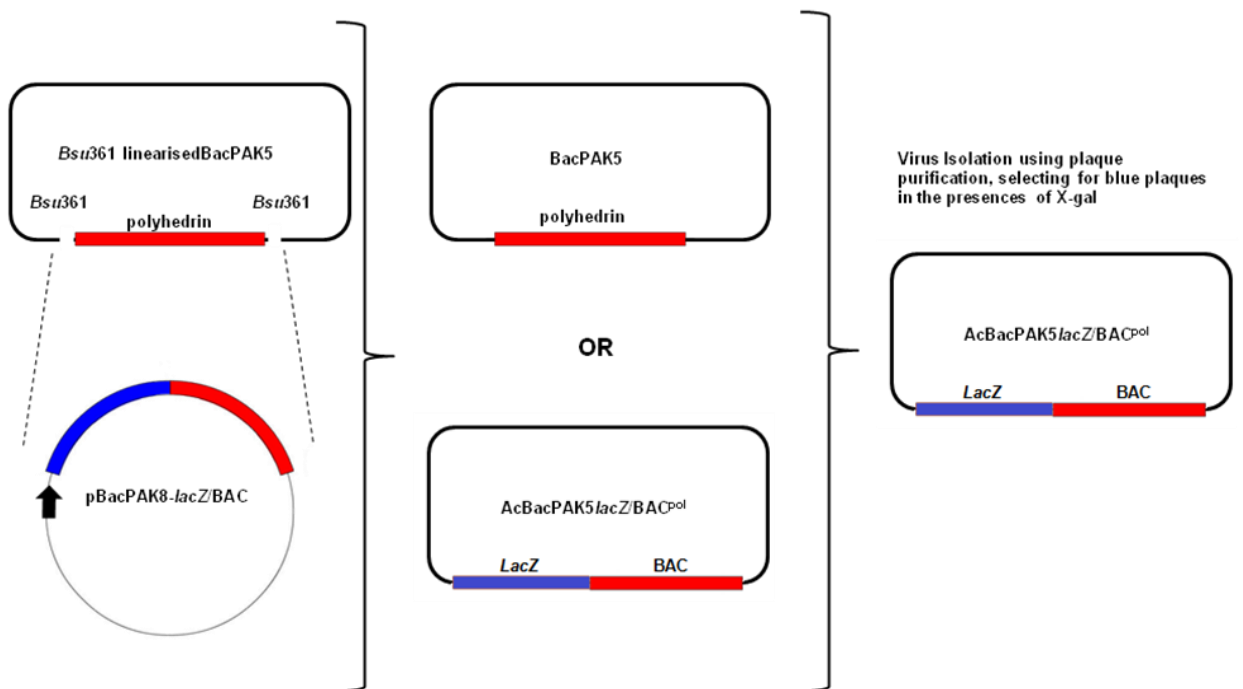 Bsu361 linearisedBacPAK5
Bsu361
Bsu361
polyhedrin
pBacPAK8-lacZ/BAC
BacPAK5
polyhedrin
OR
AcBacPAK5lacZ/BACpol
LacZ
BAC
Virus Isolation using plaque
purification, selecting for blue plaques
in the presences of X-gal
AcBacPAK5lacZ/BACpol
LacZ
BAC